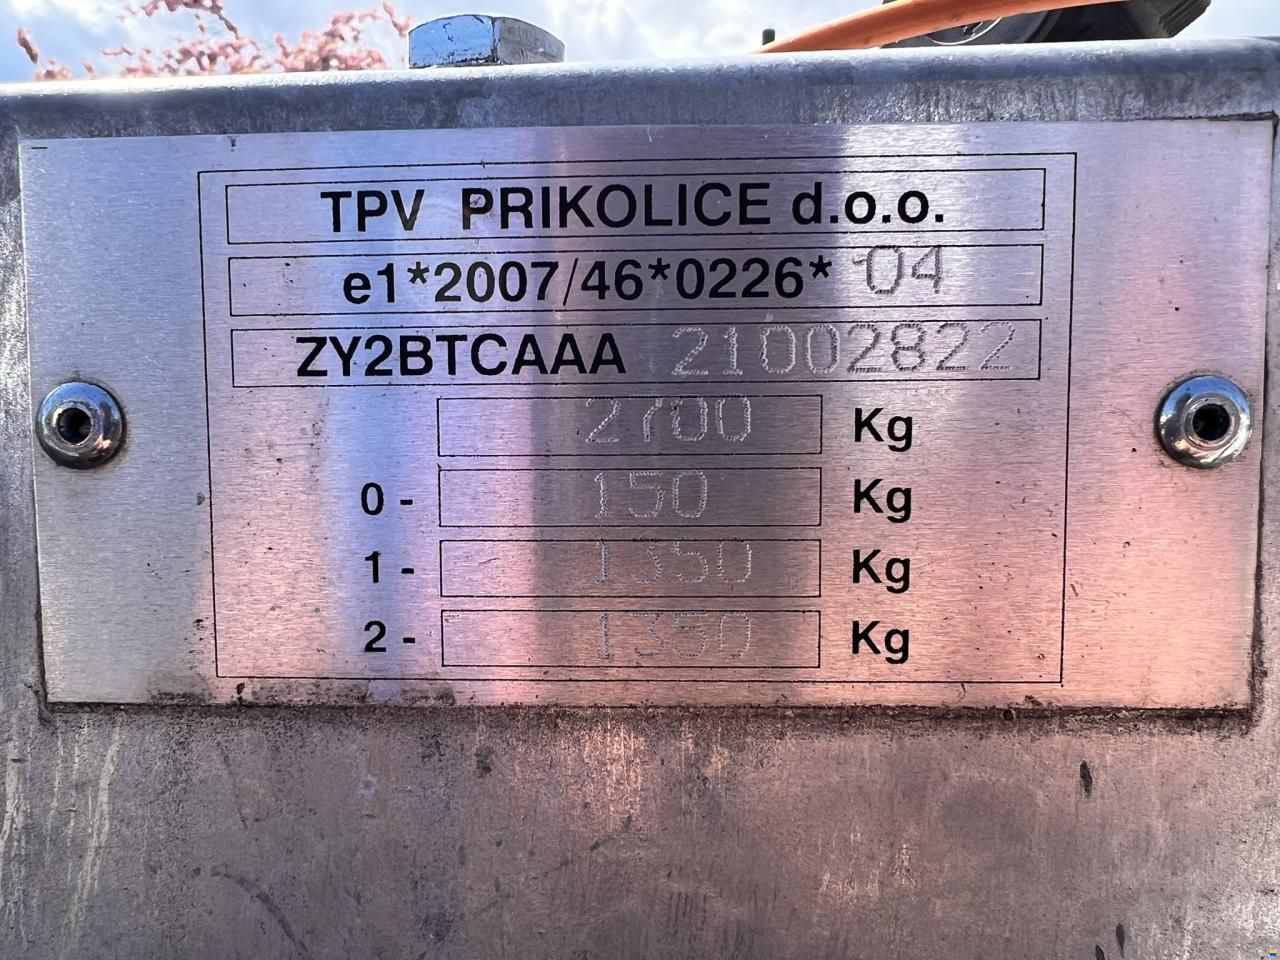 TPV PRIKOLICE d.o.o.
e1*2007/46*0226*04
ZY2BTCAAA 21002822
2700 Kg
0- 150 Kg
1- 1350 Kg
2- 1350 Kg